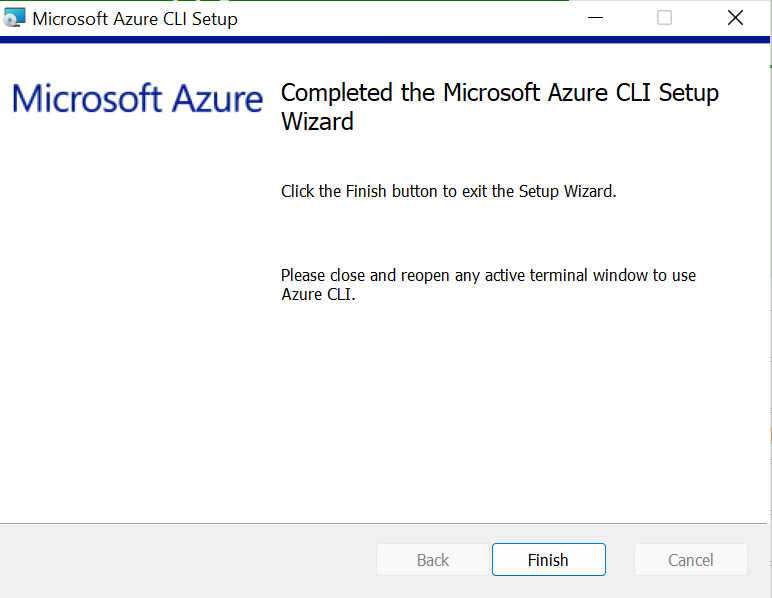 Microsoft Azure CLI Setup
Microsoft Azure
Completed the Microsoft Azure CLI Setup
Wizard
Click the Finish button to exit the Setup Wizard.
Please close and reopen any active terminal window to use
Azure CLI.
Back
Finish
Cancel